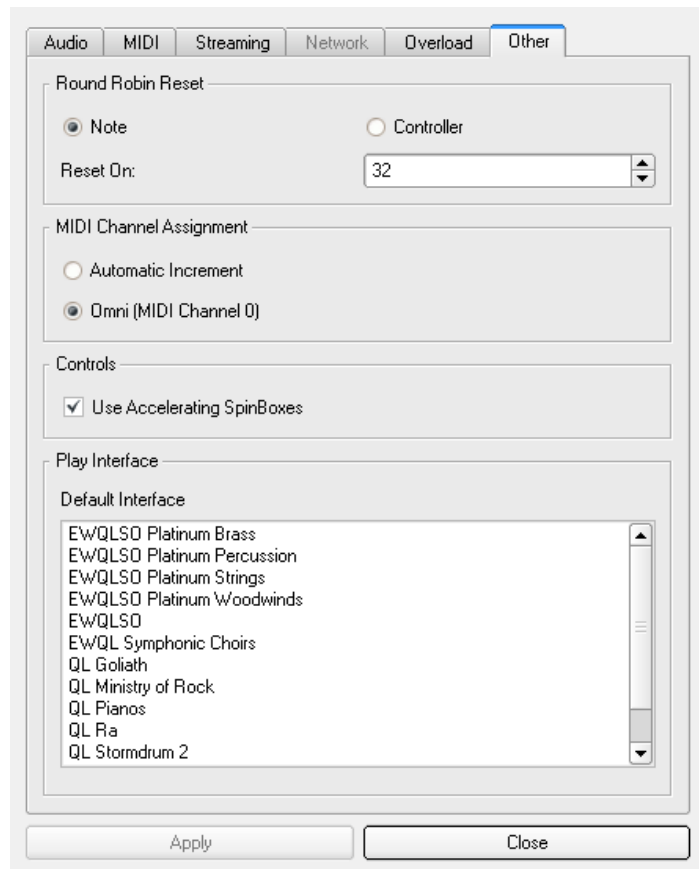 Audio MIDI Streaming Network Overload Other
Round Robin Reset
Note Controller
Reset On: 32
MIDI Channel Assignment
Automatic Increment
Omni (MIDI Channel 0)
Controls
Use Accelerating SpinBoxes
Play Interface
Default Interface
EWQLSO Platinum Brass
EWQLSO Platinum Percussion
EWQLSO Platinum Strings
EWQLSO Platinum Woodwinds
EWQLSO
EWQL Symphonic Choirs
QL Goliath
QL Ministry of Rock
QL Pianos
QL Ra
QL Stormdrum 2
Apply Close